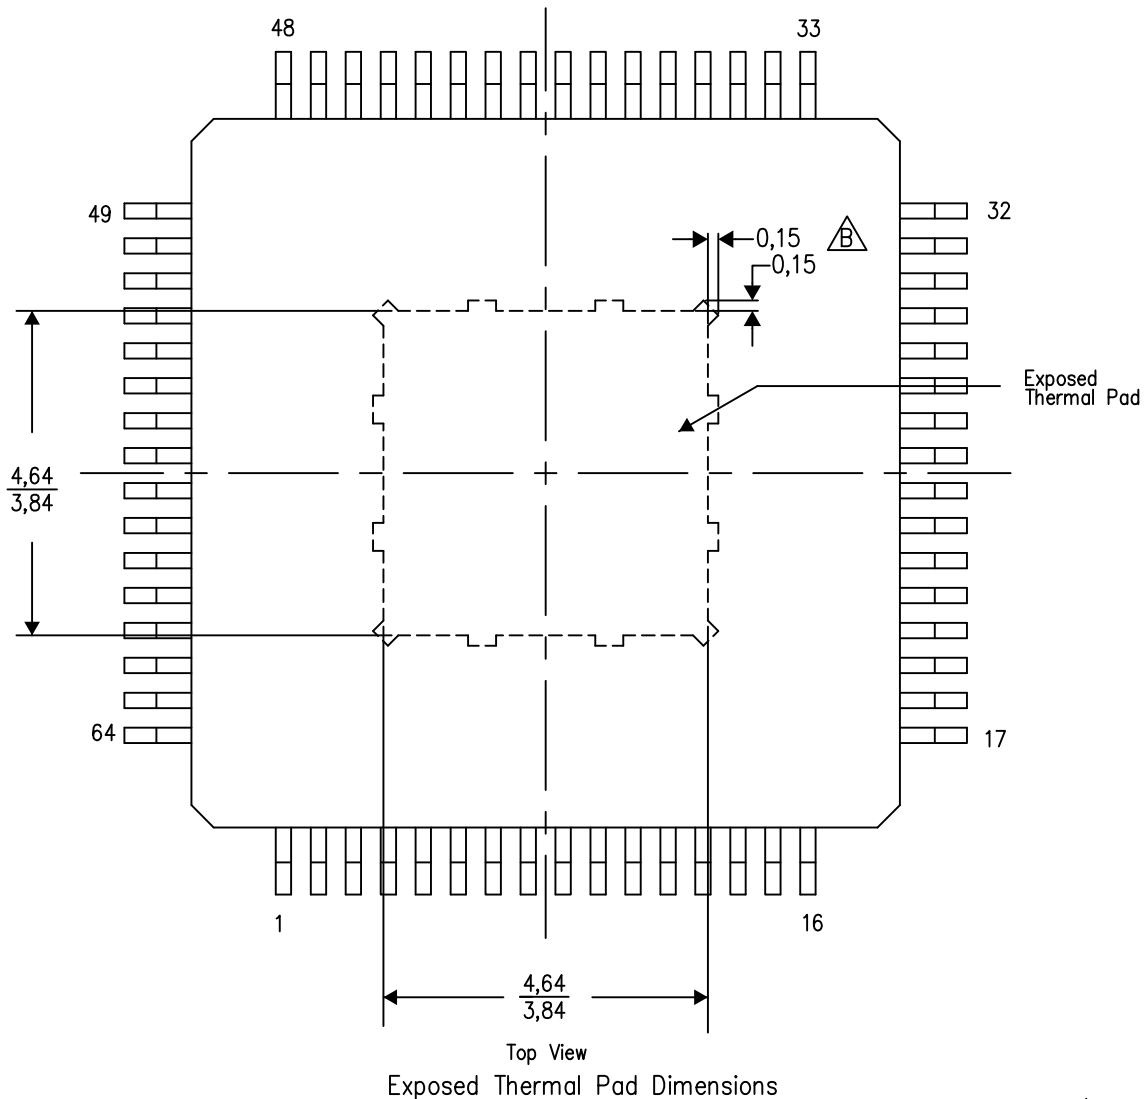 48
33
49
32
0,15
B
0,15
Exposed
Thermal Pad
4,64
3,84
64
17
1
16
4,64
3,84
Top View
Exposed Thermal Pad Dimensions